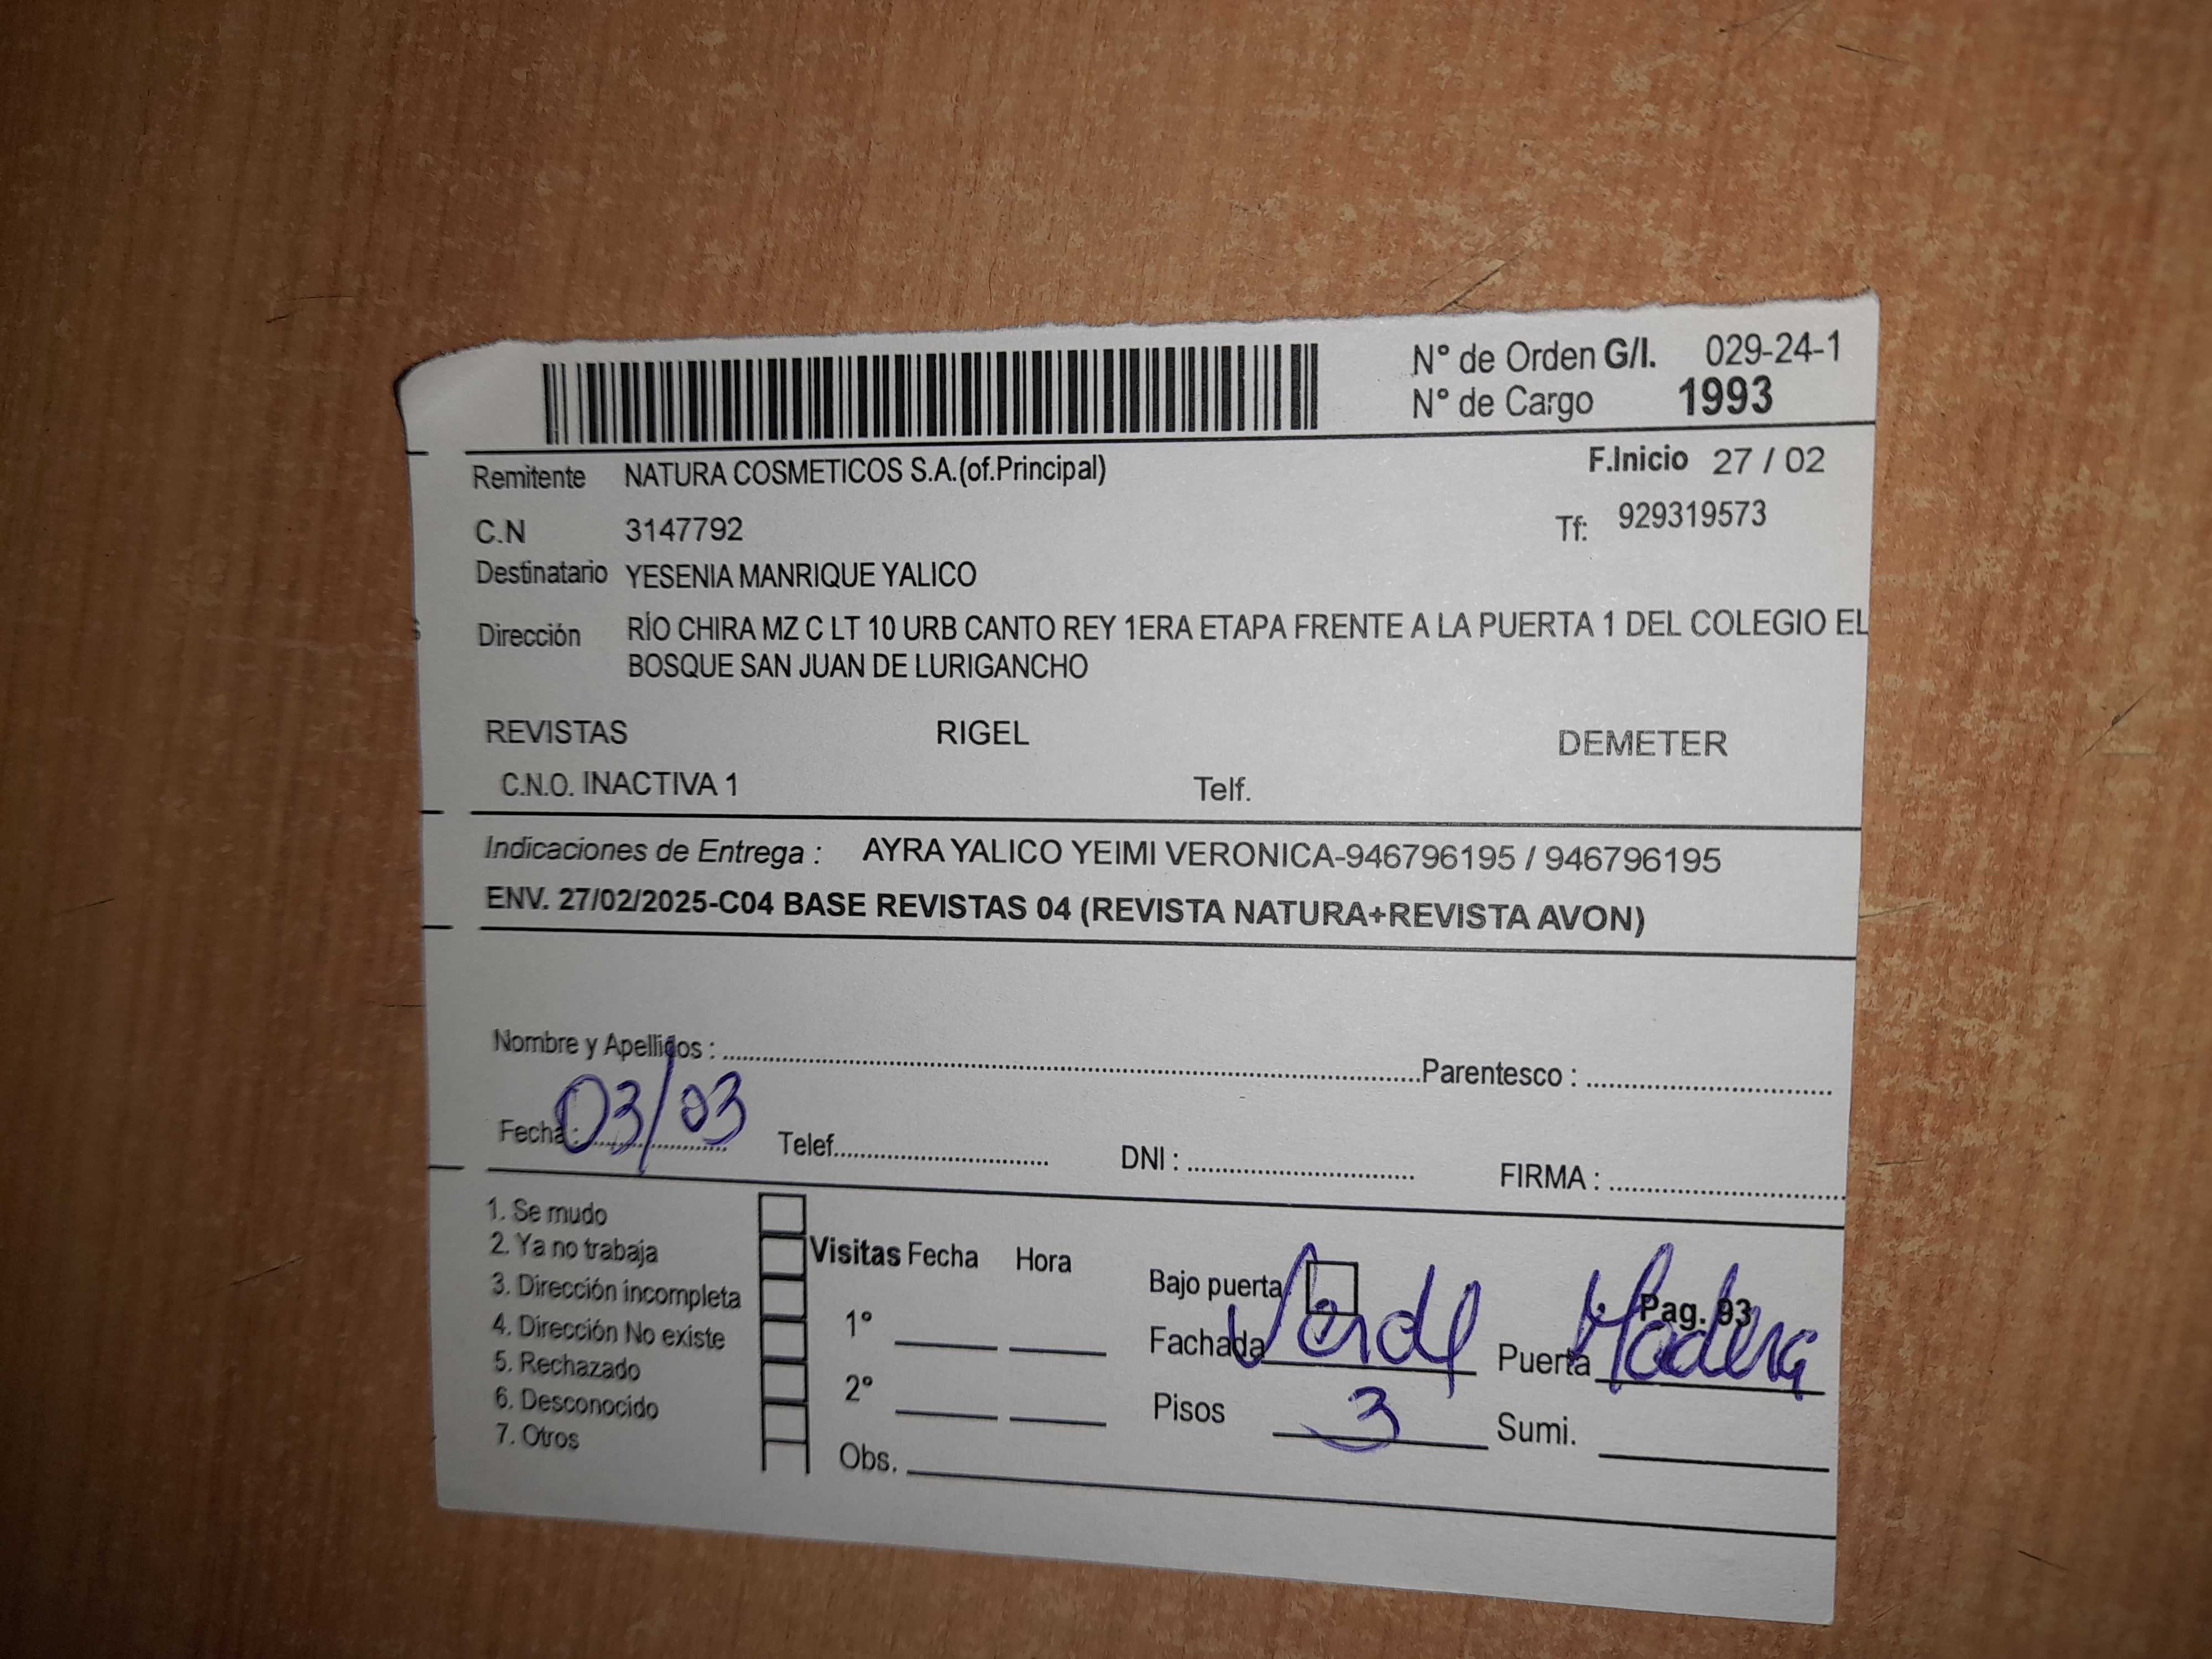 N° de Orden G/I. 029-24-1
N° de Cargo 1993
Remitente NATURA COSMETICOS S.A.(of.Principal) F.Inicio 27 / 02
C.N 3147792 Tf: 929319573
Destinatario YESENIA MANRIQUE YALICO
Dirección RÍO CHIRA MZ C LT 10 URB CANTO REY 1ERA ETAPA FRENTE A LA PUERTA 1 DEL COLEGIO EL
BOSQUE SAN JUAN DE LURIGANCHO
REVISTAS RIGEL DEMETER
C.N.O. INACTIVA 1 Telf.
Indicaciones de Entrega : AYRA YALICO YEIMI VERONICA-946796195 / 946796195
ENV. 27/02/2025-C04 BASE REVISTAS 04 (REVISTA NATURA+REVISTA AVON)
Nombre y Apellidos : Parentesco :
Fecha : 03/03 Telef. DNI : FIRMA :
1. Se mudo
2. Ya no trabaja
3. Dirección incompleta
4. Dirección No existe
5. Rechazado
6. Desconocido
7. Otros
Visitas Fecha Hora
1°
2°
Obs.
Bajo puerta Pag. 93
Fachada Verde Puerta Madera
Pisos 3 Sumi.